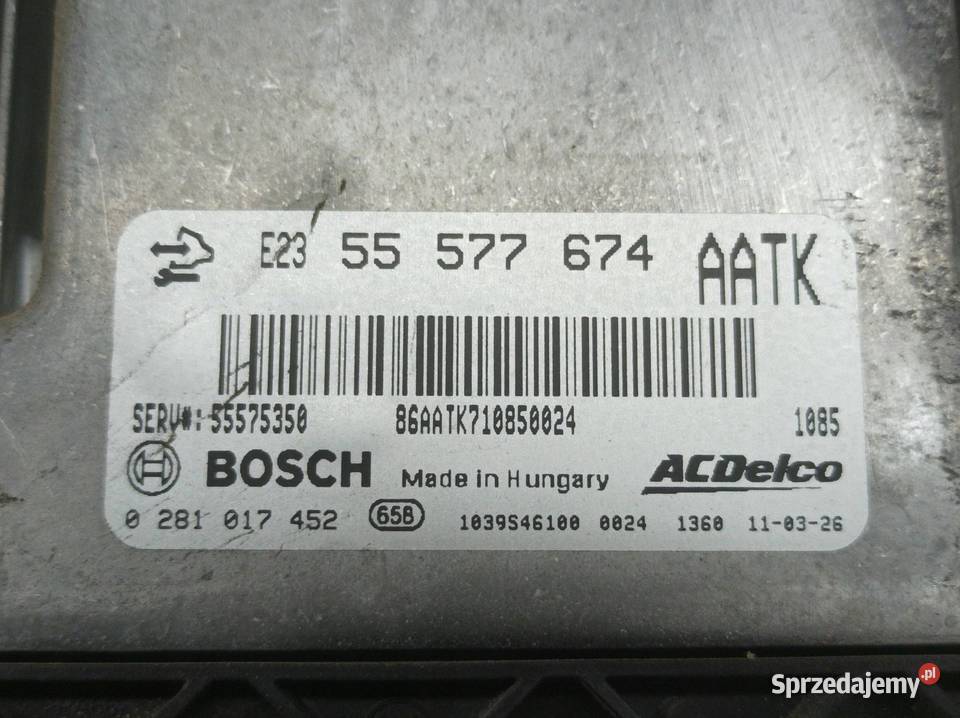 E23 55 577 674 AATK
SERV#: 55575350 86AATK710850024 1085
BOSCH Made in Hungary ACDelco
0 281 017 452 65B 1039S46100 0024 1360 11-03-26
Sprzedajemy.pl